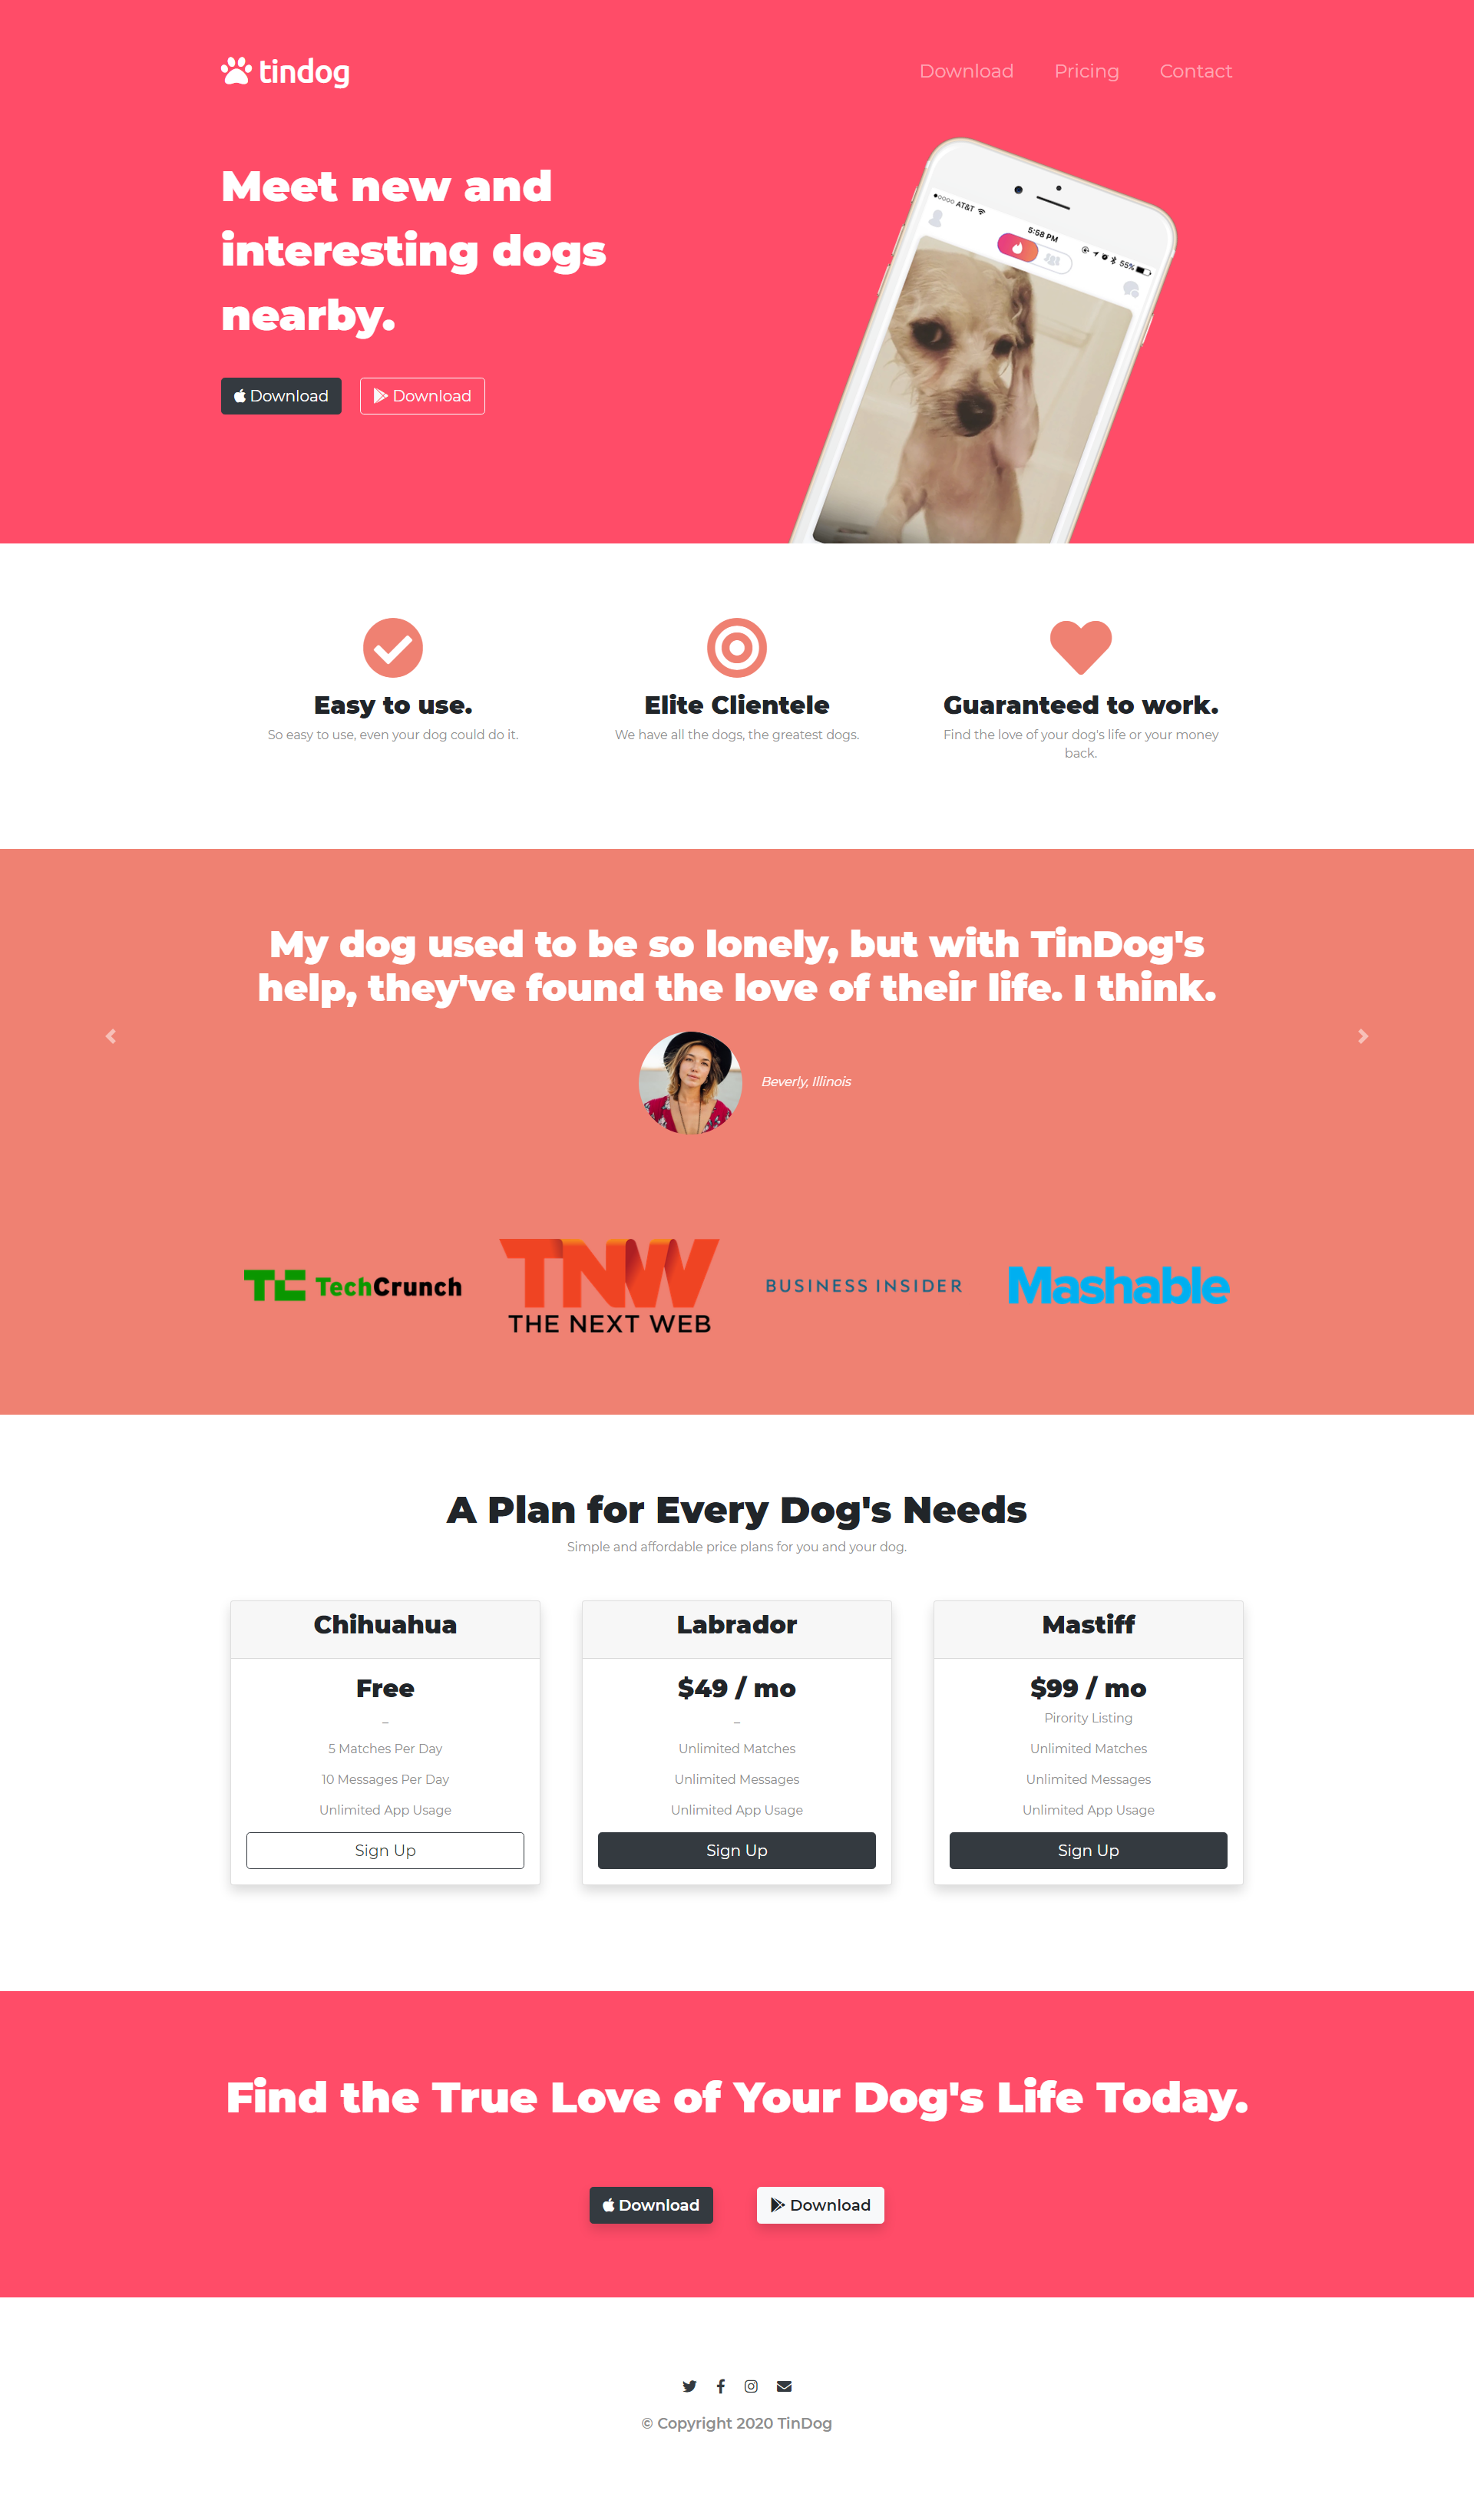 tindog
Download
Pricing
Contact
Meet new and
interesting dogs
nearby.
Download
Download
AT&T
5:58 PM
55%
Easy to use.
So easy to use, even your dog could do it.
Elite Clientele
We have all the dogs, the greatest dogs.
Guaranteed to work.
Find the love of your dog's life or your money
back.
My dog used to be so lonely, but with TinDog's
help, they've found the love of their life. I think.
Beverly, Illinois
TC TechCrunch
TNW
THE NEXT WEB
BUSINESS INSIDER
Mashable
A Plan for Every Dog's Needs
Simple and affordable price plans for you and your dog.
Chihuahua
Free
_
5 Matches Per Day
10 Messages Per Day
Unlimited App Usage
Sign Up
Labrador
$49 / mo
_
Unlimited Matches
Unlimited Messages
Unlimited App Usage
Sign Up
Mastiff
$99 / mo
Pirority Listing
Unlimited Matches
Unlimited Messages
Unlimited App Usage
Sign Up
Find the True Love of Your Dog's Life Today.
Download
Download
© Copyright 2020 TinDog